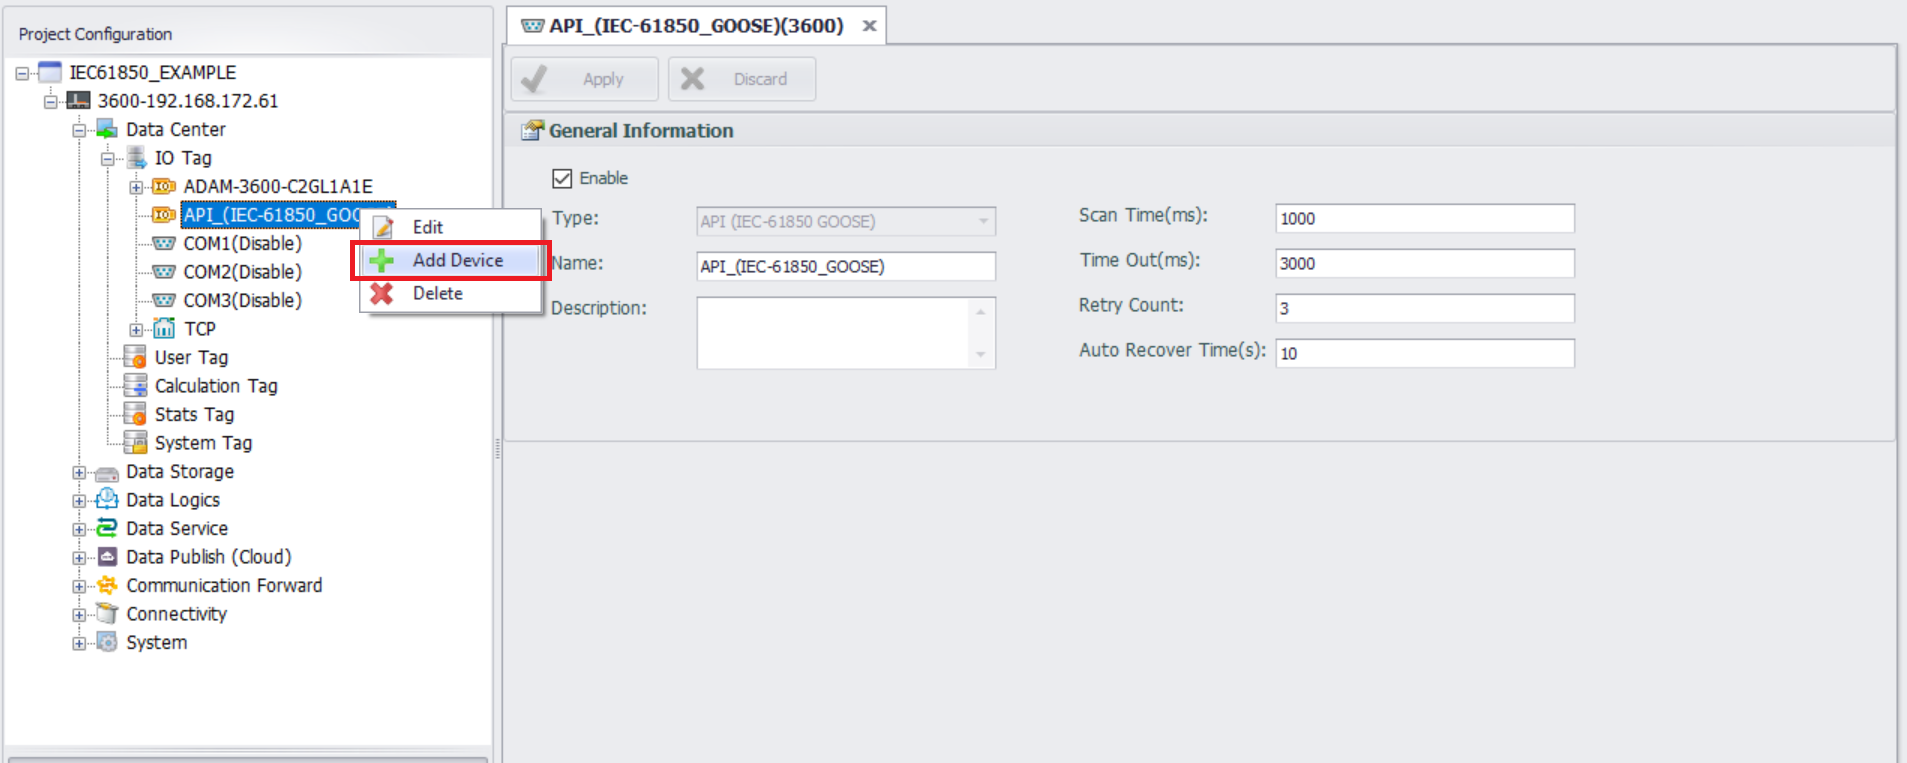 Project Configuration
IEC61850_EXAMPLE
3600-192.168.172.61
Data Center
IO Tag
ADAM-3600-C2GL1A1E
API_(IEC-61850_GOO
COM1(Disable)
COM2(Disable)
COM3(Disable)
TCP
User Tag
Calculation Tag
Stats Tag
System Tag
Data Storage
Data Logics
Data Service
Data Publish (Cloud)
Communication Forward
Connectivity
System
Edit
Add Device
Delete
API_(IEC-61850_GOOSE)(3600)
Apply
Discard
General Information
Enable
Type:
API (IEC-61850 GOOSE)
Name:
API_(IEC-61850_GOOSE)
Description:
Scan Time(ms):
1000
Time Out(ms):
3000
Retry Count:
3
Auto Recover Time(s):
10